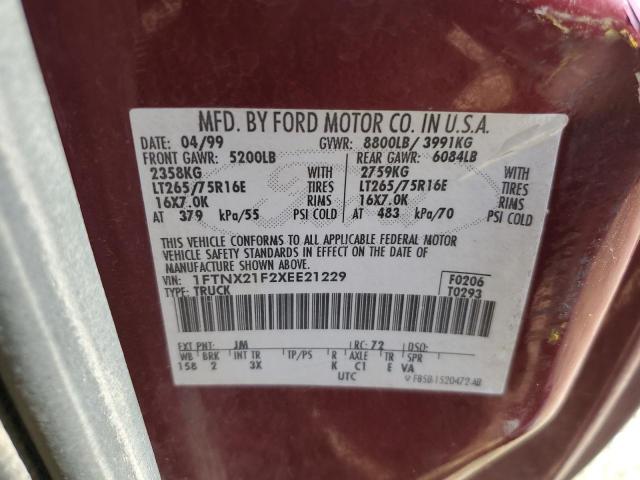 MFD. BY FORD MOTOR CO. IN U.S.A.
DATE: 04/99 GVWR: 8800LB/ 3991KG
FRONT GAWR: 5200LB REAR GAWR: 6084LB
2358KG WITH 2759KG WITH
LT265/75R16E TIRES LT265/75R16E TIRES
16X7.0K RIMS 16X7.0K RIMS
AT 379 kPa/55 PSI COLD AT 483 kPa/70 PSI COLD
THIS VEHICLE CONFORMS TO ALL APPLICABLE FEDERAL MOTOR
VEHICLE SAFETY STANDARDS IN EFFECT ON THE DATE OF
MANUFACTURE SHOWN ABOVE.
VIN: 1FTNX21F2XEE21229 F0206
TYPE: TRUCK T0293
EXT PNT: JM RC: 72 DSO:
WB BRK INT TR TP/PS R AXLE TR SPR
158 2 3X K C1 E VA
UTC F85B-1520472-AB